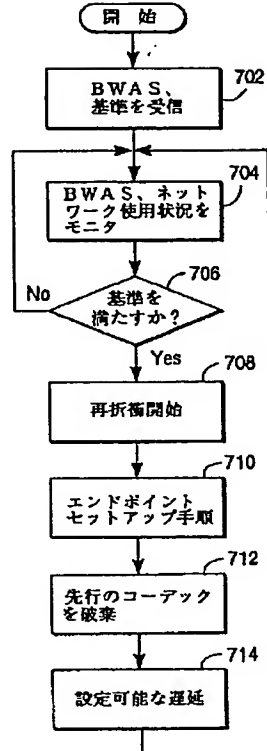 開始
BWAS、
基準を受信
702
BWAS、ネット
ワーク使用状況を
モニタ
704
706
基準を
満たすか？
No
Yes
708
再折衝開始
710
エンドポイント
セットアップ手順
712
先行のコーデック
を破棄
714
設定可能な遅延